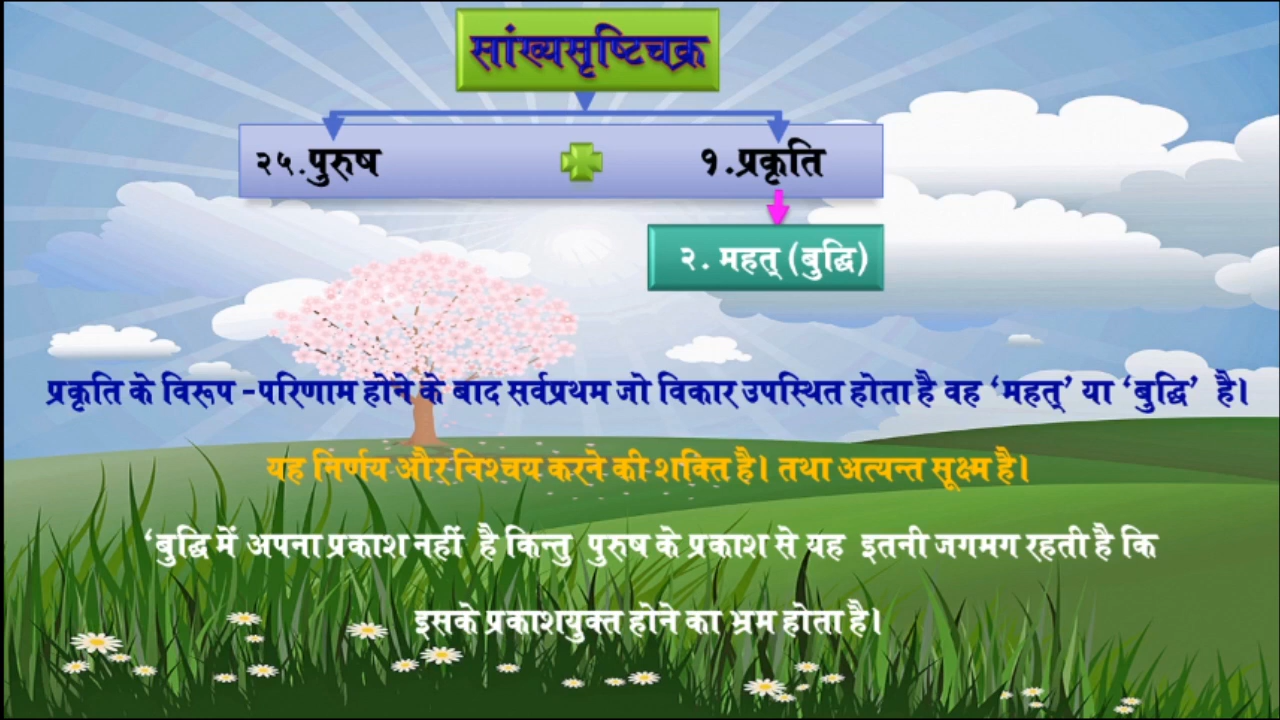 सांख्यसृष्टिचक्र
२५.पुरुष १.प्रकृति
२. महत् (बुद्धि)
प्रकृति के विरूप -परिणाम होने के बाद सर्वप्रथम जो विकार उपस्थित होता है वह ‘महत्’ या ‘बुद्धि’ है।
यह निर्णय और विश्चय करने की शक्ति है। तथा अत्यन्त सूक्ष्म है।
‘बुद्धि में अपना प्रकाश नहीं है किन्तु पुरुष के प्रकाश से यह इतनी जगमग रहती है कि
इसके प्रकाशयुक्त होने का भ्रम होता है।